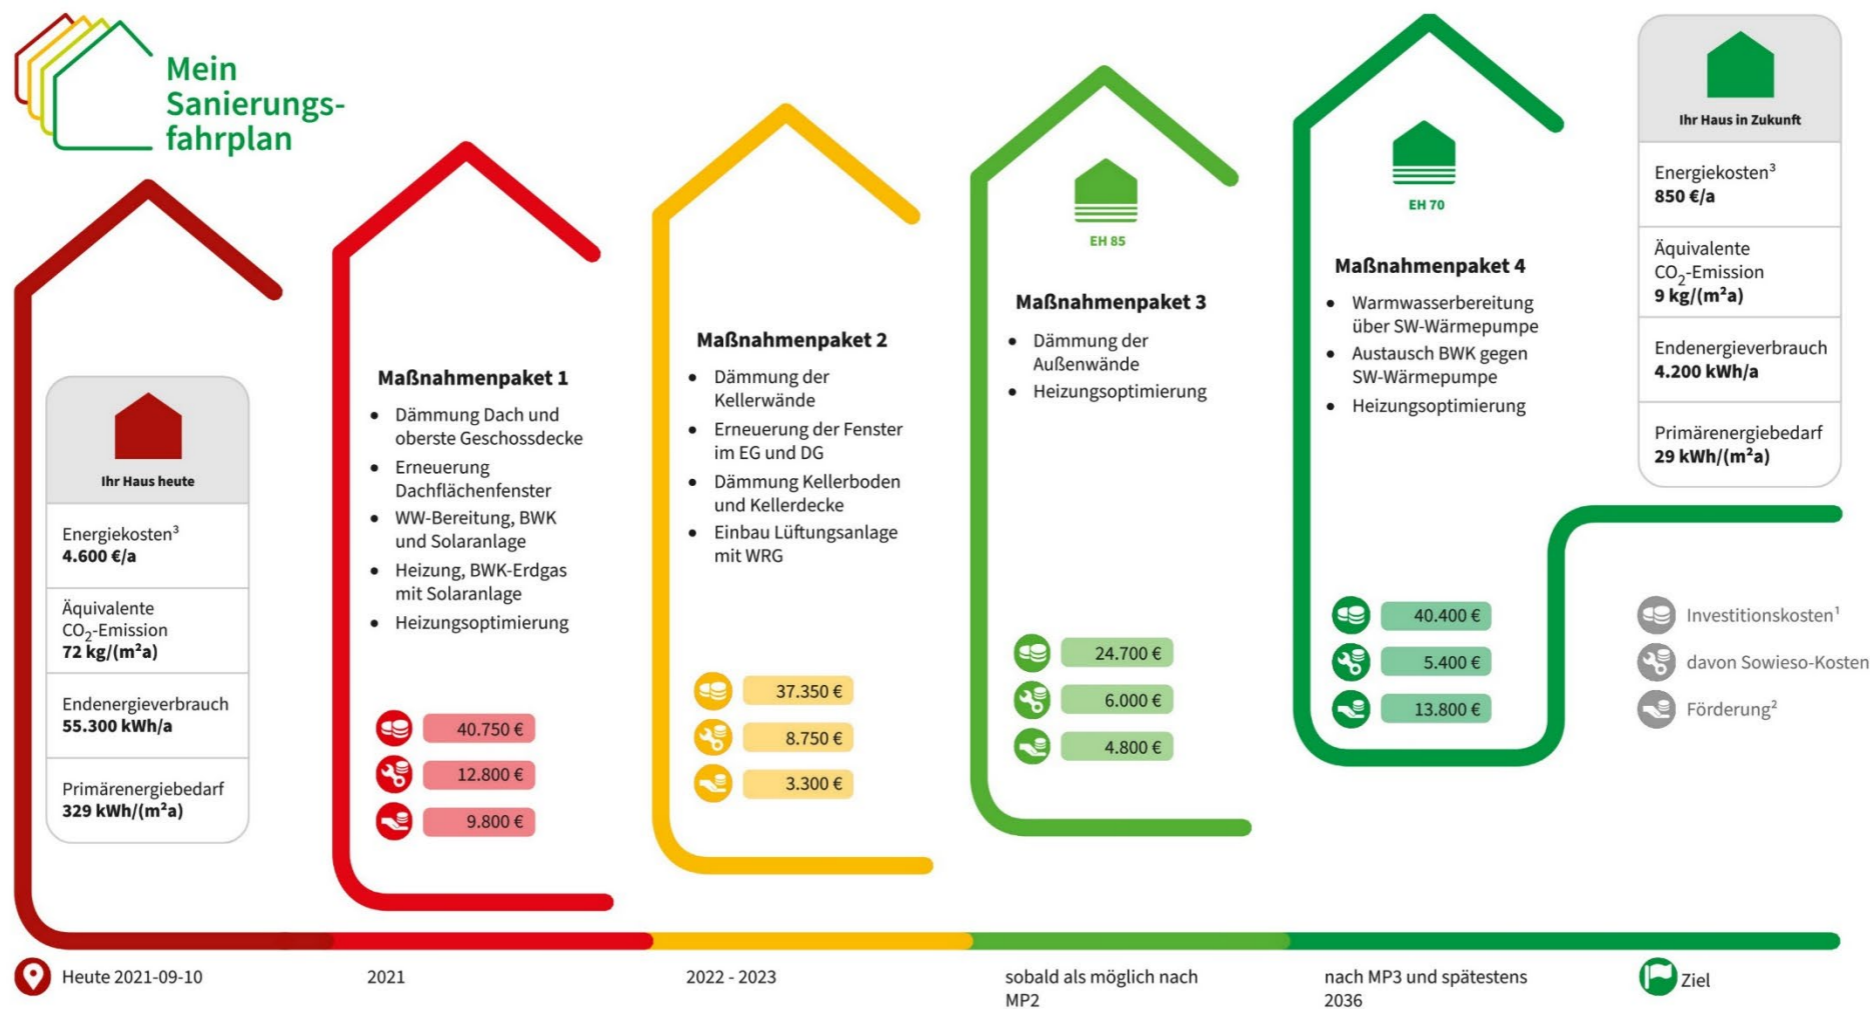 Mein
Sanierungs-
fahrplan
Ihr Haus heute
Energiekosten³
4.600 €/a
Äquivalente
CO₂-Emission
72 kg/(m²a)
Endenergieverbrauch
55.300 kWh/a
Primärenergiebedarf
329 kWh/(m²a)
Maßnahmenpaket 1
• Dämmung Dach und
oberste Geschossdecke
• Erneuerung
Dachflächenfenster
• WW-Bereitung, BWK
und Solaranlage
• Heizung, BWK-Erdgas
mit Solaranlage
• Heizungsoptimierung
40.750 €
12.800 €
9.800 €
Maßnahmenpaket 2
• Dämmung der
Kellerwände
• Erneuerung der Fenster
im EG und DG
• Dämmung Kellerboden
und Kellerdecke
• Einbau Lüftungsanlage
mit WRG
37.350 €
8.750 €
3.300 €
EH 85
Maßnahmenpaket 3
• Dämmung der
Außenwände
• Heizungsoptimierung
24.700 €
6.000 €
4.800 €
EH 70
Maßnahmenpaket 4
• Warmwasserbereitung
über SW-Wärmepumpe
• Austausch BWK gegen
SW-Wärmepumpe
• Heizungsoptimierung
40.400 €
5.400 €
13.800 €
Ihr Haus in Zukunft
Energiekosten³
850 €/a
Äquivalente
CO₂-Emission
9 kg/(m²a)
Endenergieverbrauch
4.200 kWh/a
Primärenergiebedarf
29 kWh/(m²a)
Investitionskosten¹
davon Sowieso-Kosten
Förderung²
Heute 2021-09-10
2021
2022 - 2023
sobald als möglich nach
MP2
nach MP3 und spätestens
2036
Ziel